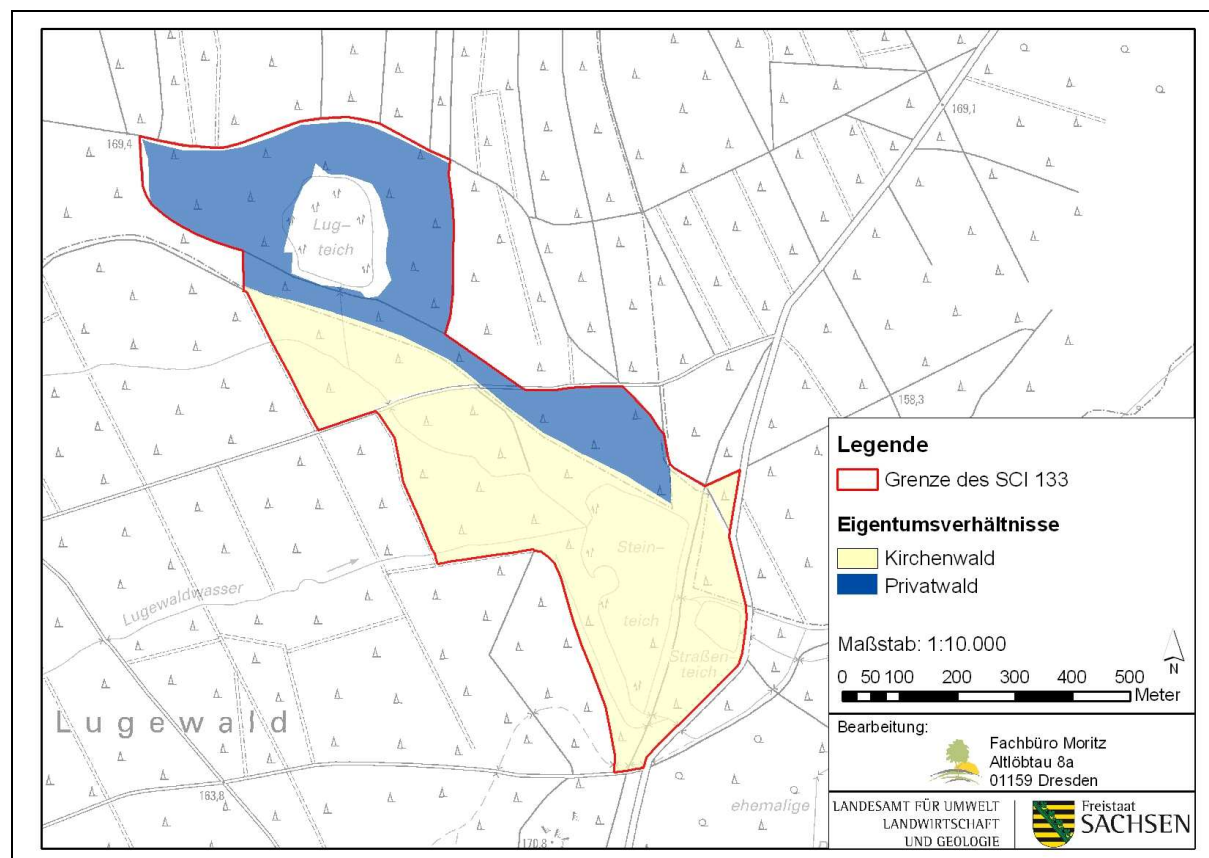 169,4
169,1
Lug-
teich
158,3
Stein-
teich
Straßen
teich
Lugewaldwasser
Lugewald
163,8
170,8
ehemalige
Legende
Grenze des SCI 133
Eigentumsverhältnisse
Kirchenwald
Privatwald
Maßstab: 1:10.000
N
0 50 100 200 300 400 500
Meter
Bearbeitung:
Fachbüro Moritz
Altlöbtau 8a
01159 Dresden
LANDESAMT FÜR UMWELT
LANDWIRTSCHAFT
UND GEOLOGIE
Freistaat
SACHSEN